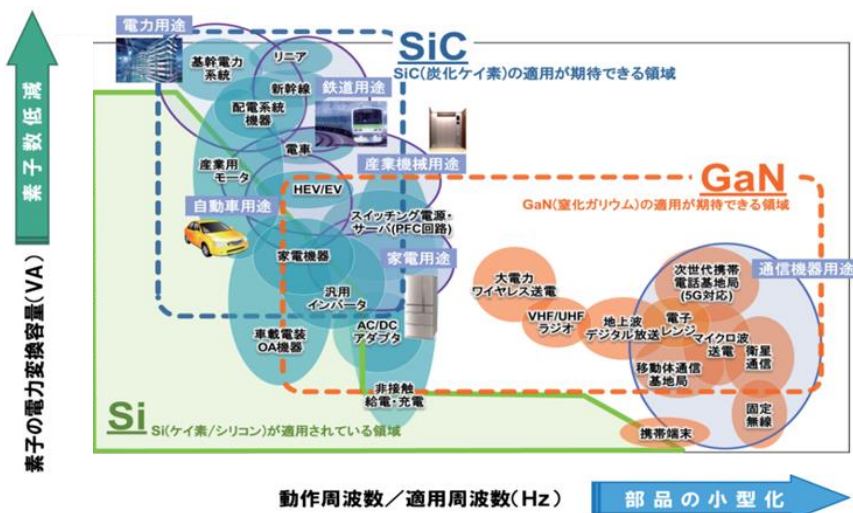 電力用途
SiC
SiC(炭化ケイ素)の適用が期待できる領域
基幹電力
系統
リニア
新幹線
鉄道用途
配電系統
機器
電車
産業用
モータ
産業機械用途
HEV/EV
GaN
GaN(窒化ガリウム)の適用が期待できる領域
自動車用途
スイッチング電源・
サーバ(PFC回路)
家電機器
家電用途
汎用
インバータ
大電力
ワイヤレス送電
次世代携帯
電話基地局
(5G対応)
通信機器用途
VHF/UHF
ラジオ
地上波
デジタル放送
電子
レンジ
マイクロ波
送電
衛星
通信
車載電装
OA機器
AC/DC
アダプタ
移動体通信
基地局
非接触
給電・充電
固定
無線
携帯端末
Si
Si(ケイ素/シリコン)が適用されている領域
素子数低減
素子の電力変換容量(VA)
動作周波数/適用周波数(Hz)
部品の小型化